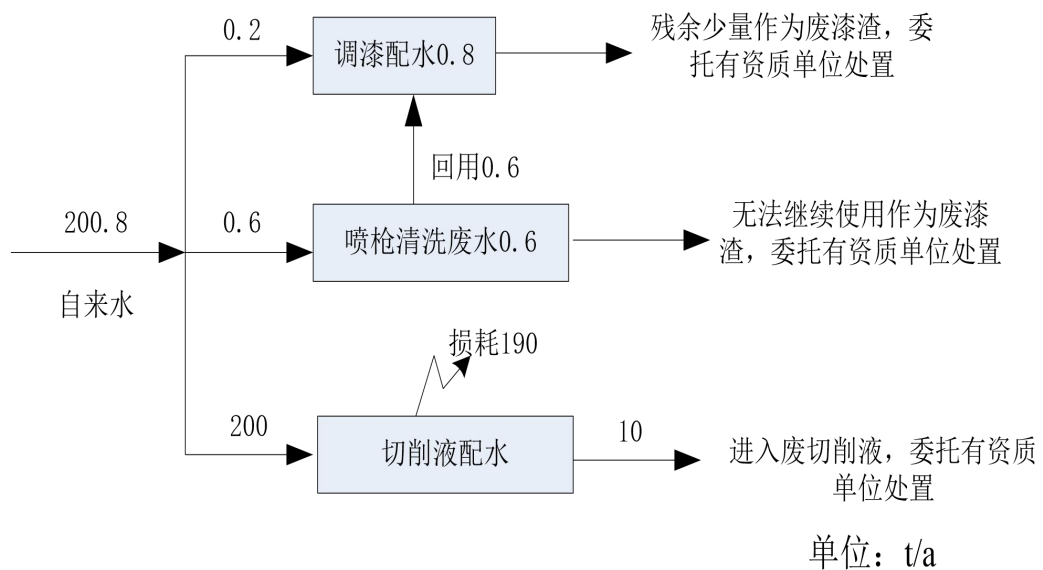 0.2
调漆配水0.8
残余少量作为废漆渣，委
托有资质单位处置
回用0.6
200.8
自来水
0.6
喷枪清洗废水0.6
无法继续使用作为废漆
渣，委托有资质单位处置
损耗190
200
切削液配水
10
进入废切削液，委托有资质
单位处置
单位：t/a